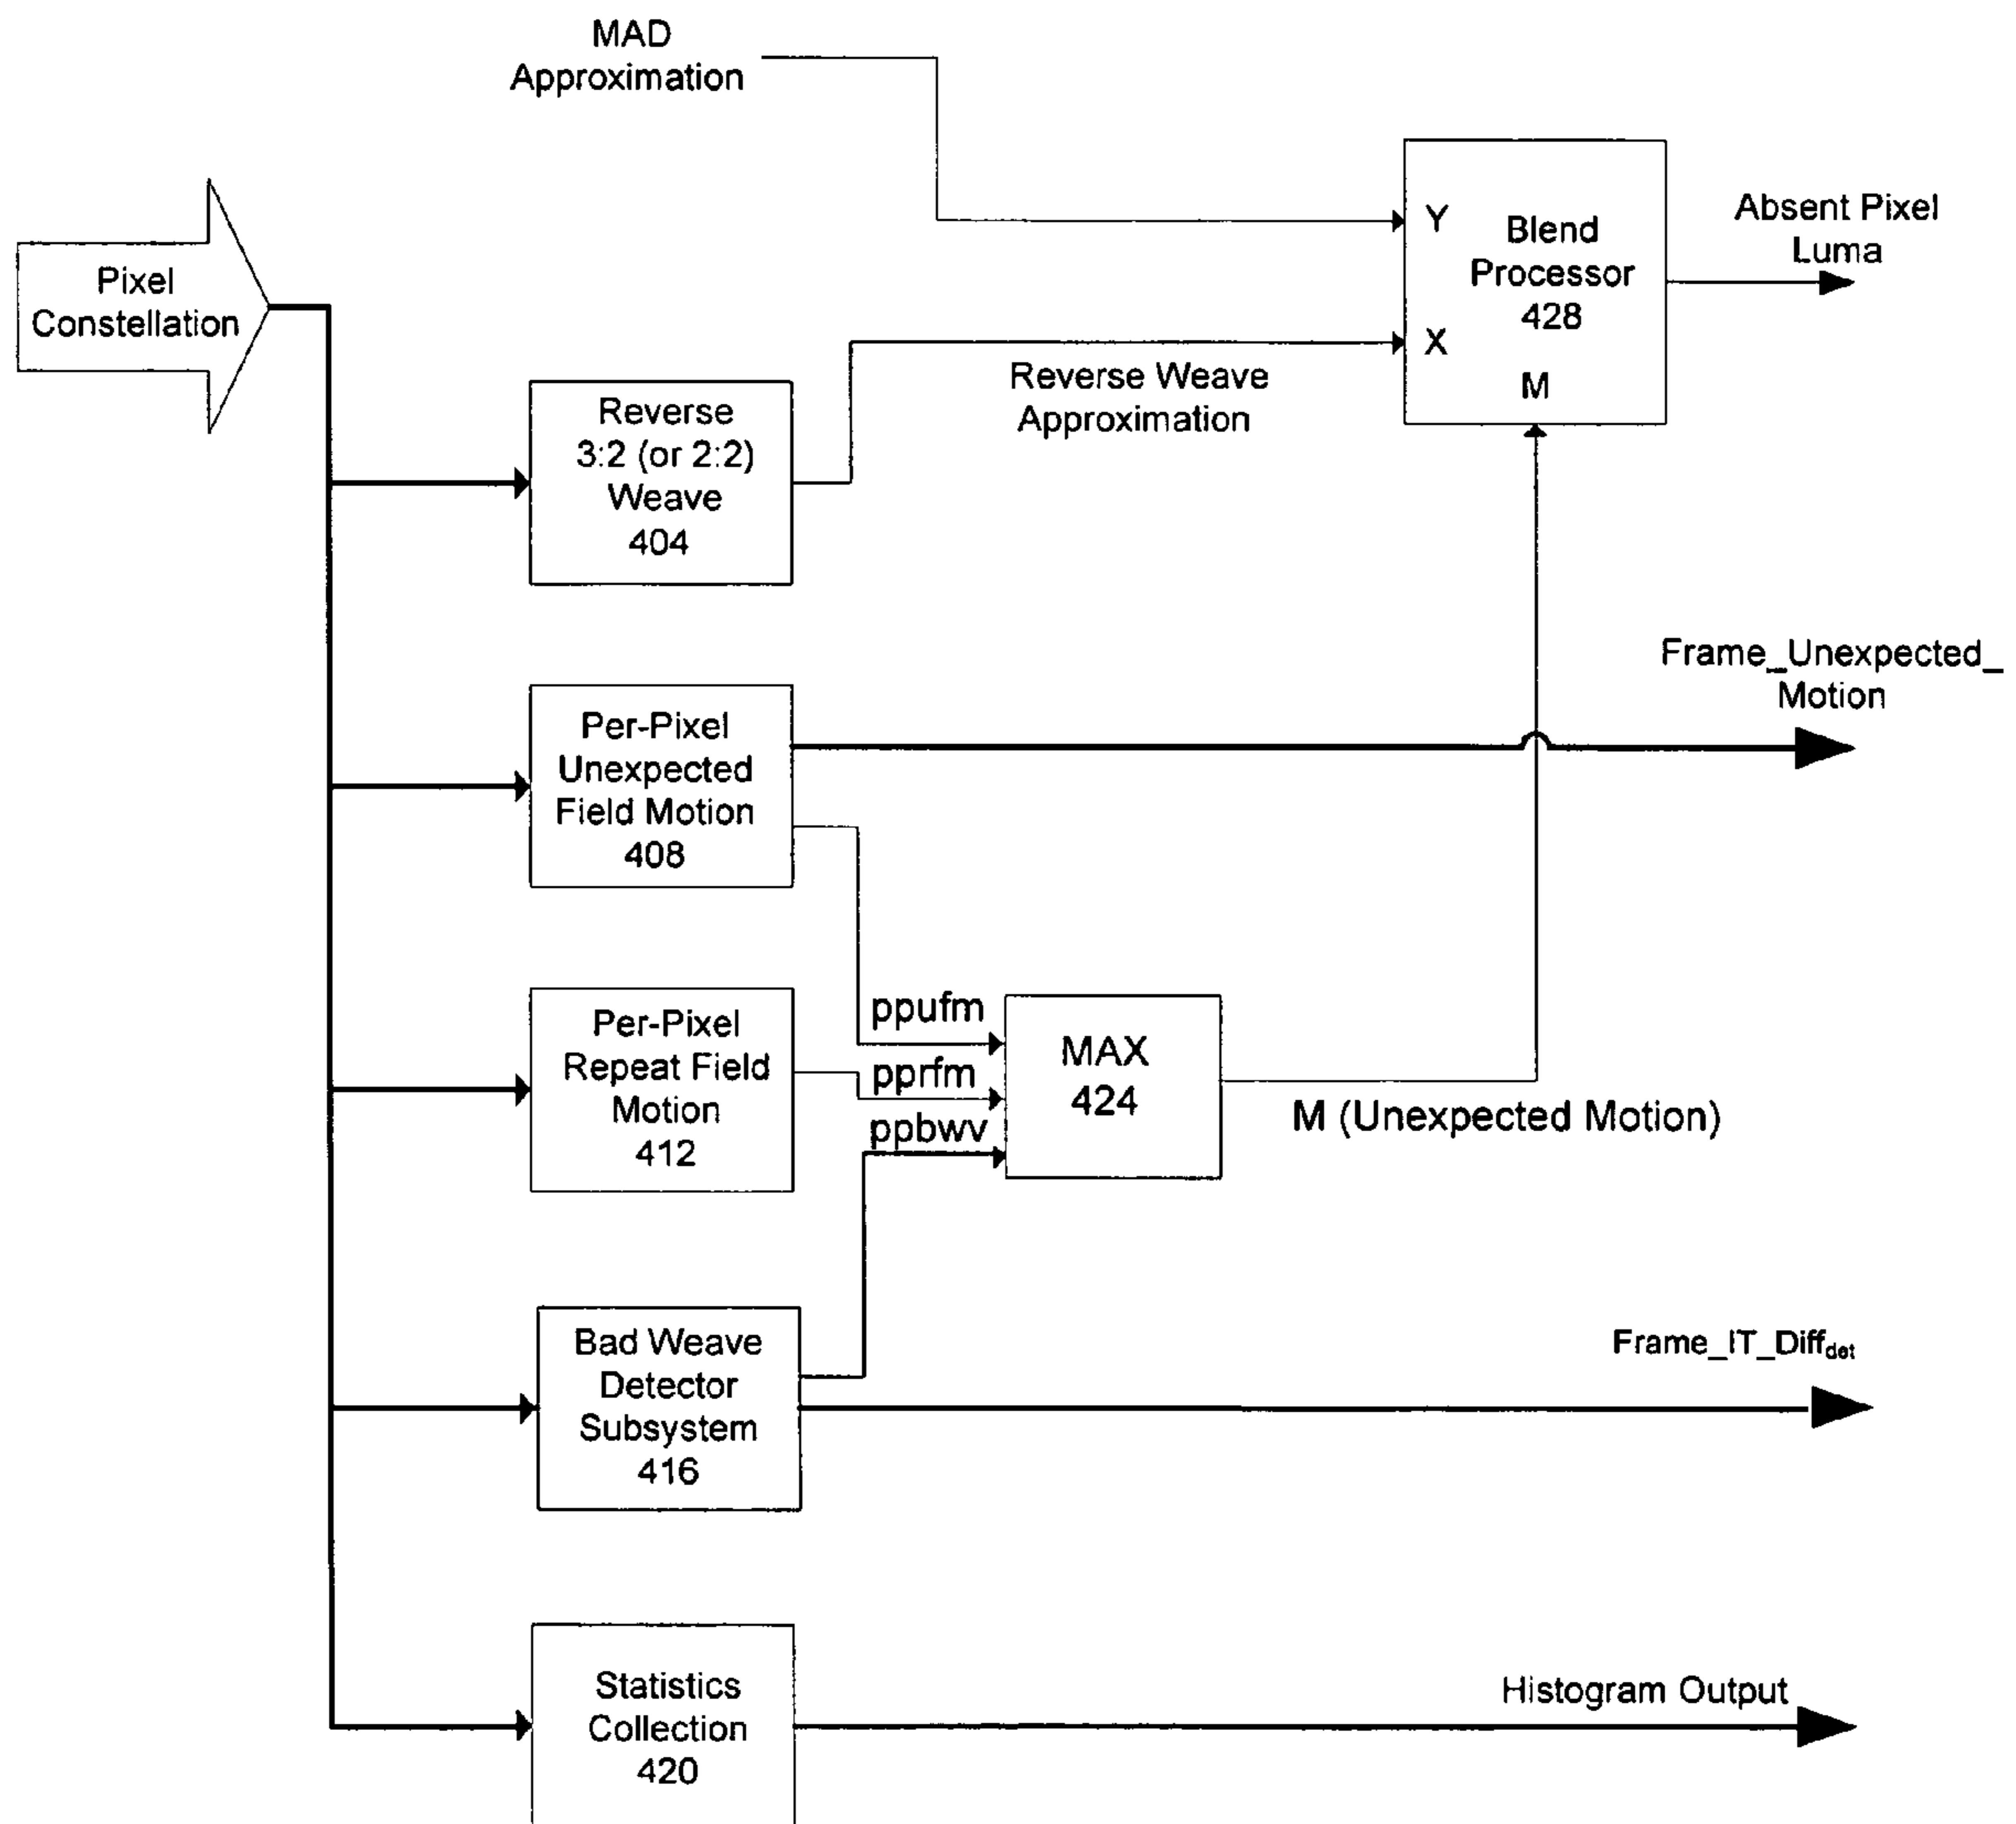 MAD
Approximation
Pixel
Constellation
Y
Blend
Processor
428
X
M
Absent Pixel
Luma
Reverse
3:2 (or 2:2)
Weave
404
Reverse Weave
Approximation
Per-Pixel
Unexpected
Field Motion
408
Frame_Unexpected_
Motion
Per-Pixel
Repeat Field
Motion
412
ppufm
pprfm
ppbwv
MAX
424
M (Unexpected Motion)
Bad Weave
Detector
Subsystem
416
Frame_IT_Diffdet
Statistics
Collection
420
Histogram Output